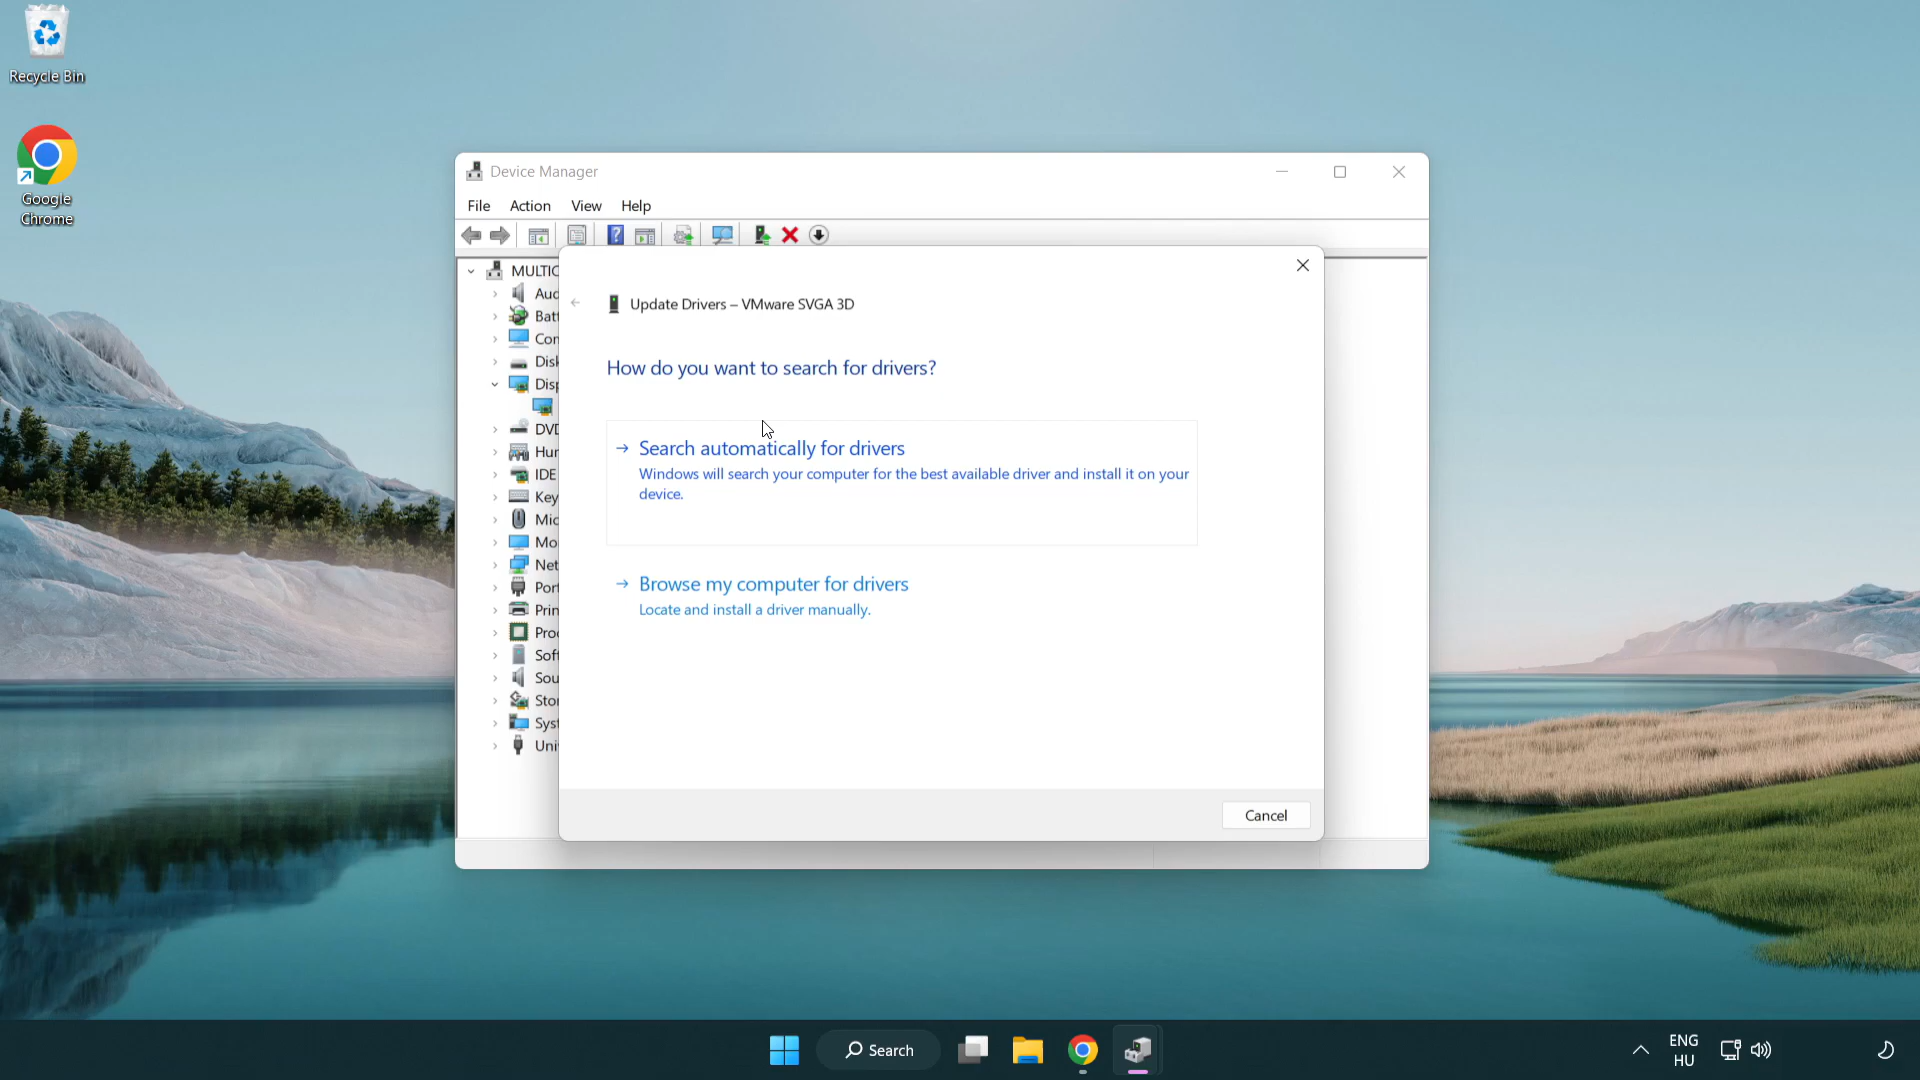 Recycle Bin
Google
Chrome
Device Manager
File Action View Help
Update Drivers – VMware SVGA 3D
How do you want to search for drivers?
Search automatically for drivers
Windows will search your computer for the best available driver and install it on your
device.
Browse my computer for drivers
Locate and install a driver manually.
Cancel
MULTIC
Aud
Batt
Con
Disk
Disp
DVD
Hur
IDE
Key
Mic
Mo
Net
Port
Prin
Proc
Soft
Sou
Stor
Syst
Uni
Search
ENG
HU